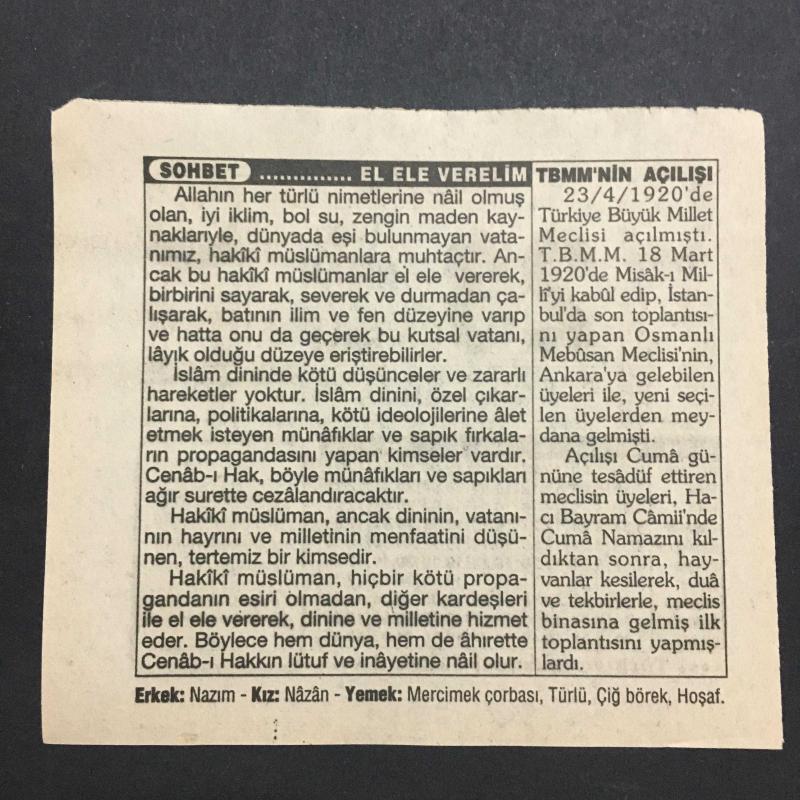 SOHBET .............. EL ELE VERELİM
Allahın her türlü nimetlerine nâil olmuş
olan, iyi iklim, bol su, zengin maden kay-
naklarıyle, dünyada eşi bulunmayan vata-
nımız, hakîkî müslümanlara muhtaçtır. An-
cak bu hakîkî müslümanlar el ele vererek,
birbirini sayarak, severek ve durmadan ça-
lışarak, batının ilim ve fen düzeyine varıp
ve hatta onu da geçerek bu kutsal vatanı,
lâyık olduğu düzeye eriştirebilirler.
İslâm dininde kötü düşünceler ve zararlı
hareketler yoktur. İslâm dinini, özel çıkar-
larına, politikalarına, kötü ideolojilerine âlet
etmek isteyen münâfıklar ve sapık fırkala-
rın propagandasını yapan kimseler vardır.
Cenâb-ı Hak, böyle münâfıkları ve sapıkları
ağır surette cezâlandıracaktır.
Hakîkî müslüman, ancak dininin, vatanı-
nın hayrını ve milletinin menfaatini düşü-
nen, tertemiz bir kimsedir.
Hakîkî müslüman, hiçbir kötü propa-
gandanın esiri olmadan, diğer kardeşleri
ile el ele vererek, dinine ve milletine hizmet
eder. Böylece hem dünya, hem de âhırette
Cenâb-ı Hakkın lütuf ve inâyetine nâil olur.
TBMM'NİN AÇILIŞI
23/4/1920'de
Türkiye Büyük Millet
Meclisi açılmıştı.
T.B.M.M. 18 Mart
1920'de Misâk-ı Mil-
lî'yi kabûl edip, İstan-
bul'da son toplantısı-
nı yapan Osmanlı
Mebûsan Meclisi'nin,
Ankara'ya gelebilen
üyeleri ile, yeni seçi-
len üyelerden mey-
dana gelmişti.
Açılışı Cumâ gü-
nüne tesâdüf ettiren
meclisin üyeleri, Ha-
cı Bayram Câmii'nde
Cumâ Namazını kıl-
dıktan sonra, hay-
vanlar kesilerek, duâ
ve tekbirlerle, meclis
binasına gelmiş ilk
toplantısını yapmış-
lardı.
Erkek: Nazım - Kız: Nâzân - Yemek: Mercimek çorbası, Türlü, Çiğ börek, Hoşaf.